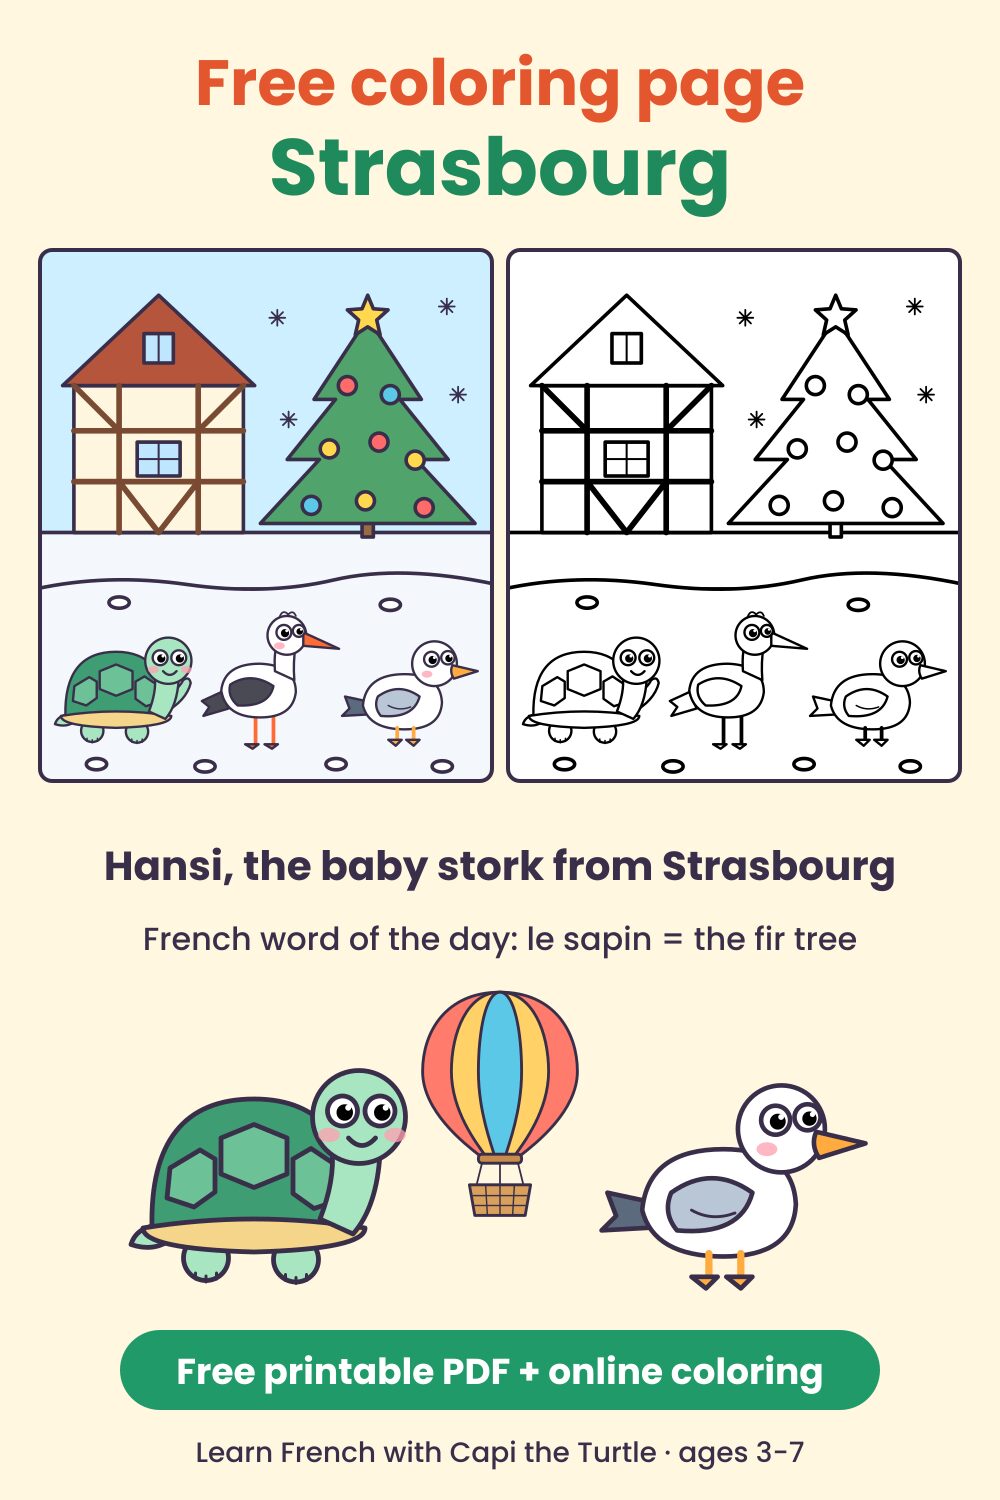 Free coloring page
Strasbourg
Hansi, the baby stork from Strasbourg
French word of the day: le sapin = the fir tree
Free printable PDF + online coloring
Learn French with Capi the Turtle · ages 3-7